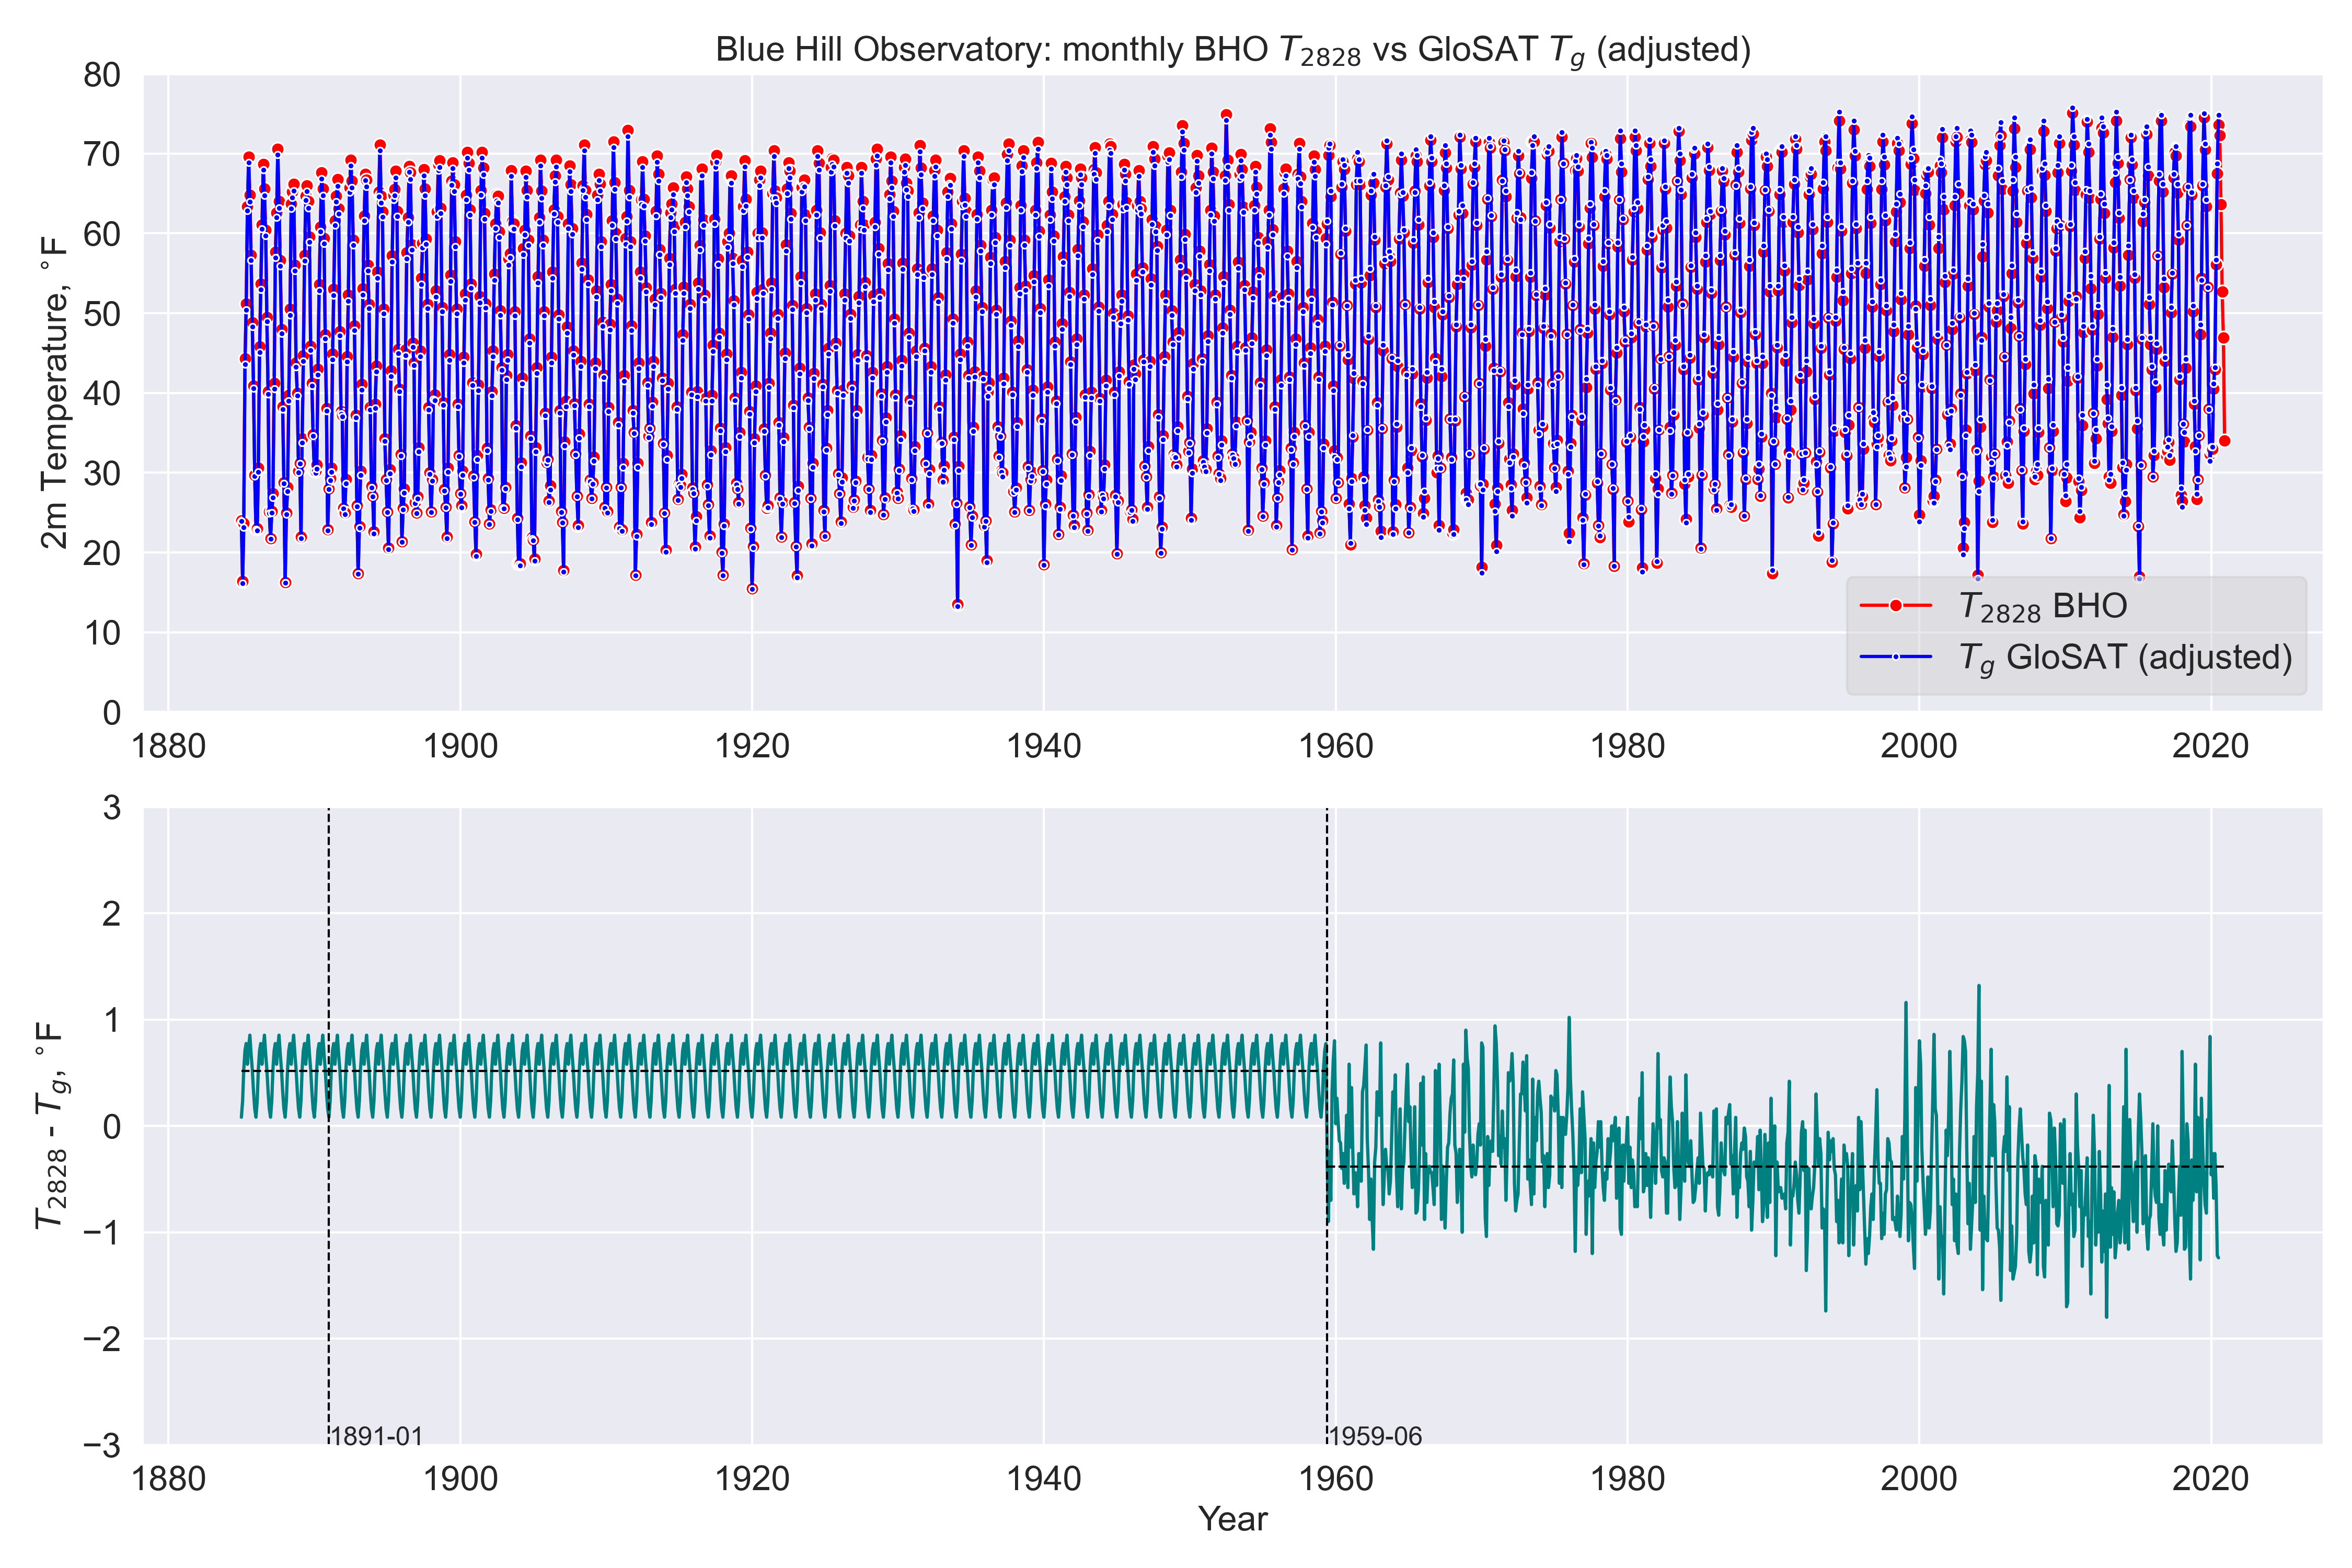 Blue Hill Observatory: monthly BHO T2828 vs GloSAT Tg (adjusted)
80
70
60
50
40
30
20
10
0
2m Temperature, °F
T2828 BHO
Tg GloSAT (adjusted)
1880 1900 1920 1940 1960 1980 2000 2020
3
2
1
0
−1
−2
−3
T2828 - Tg, °F
1891-01 1959-06
1880 1900 1920 1940 1960 1980 2000 2020
Year